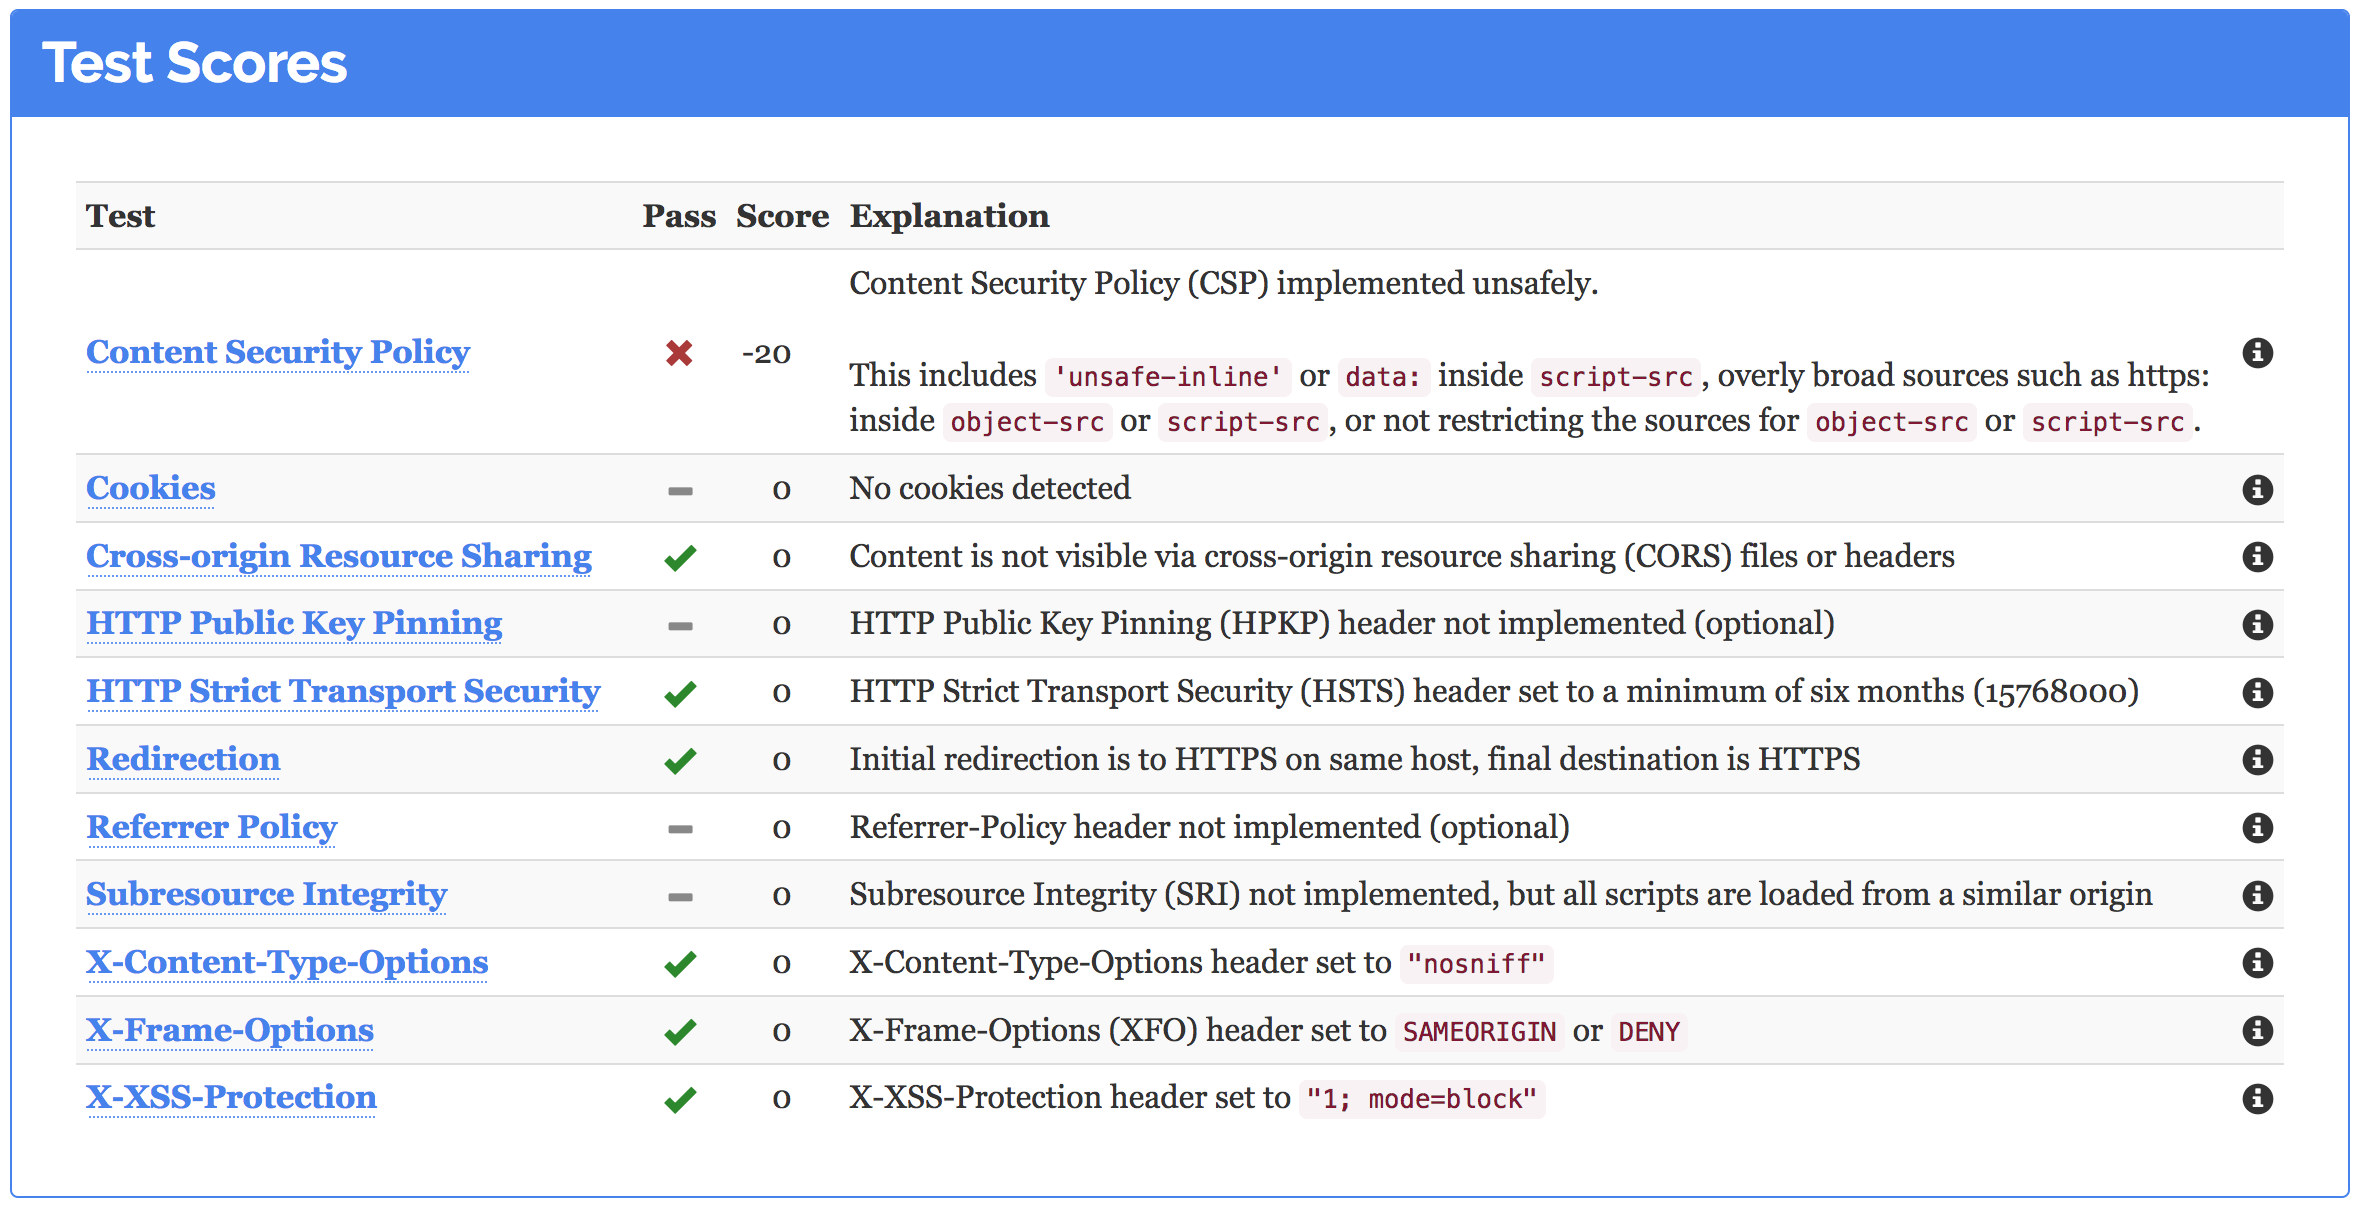 Test Scores
Test Pass Score Explanation
Content Security Policy (CSP) implemented unsafely.
Content Security Policy -20
This includes 'unsafe-inline' or data: inside script-src, overly broad sources such as https:
inside object-src or script-src, or not restricting the sources for object-src or script-src.
Cookies 0 No cookies detected
Cross-origin Resource Sharing 0 Content is not visible via cross-origin resource sharing (CORS) files or headers
HTTP Public Key Pinning 0 HTTP Public Key Pinning (HPKP) header not implemented (optional)
HTTP Strict Transport Security 0 HTTP Strict Transport Security (HSTS) header set to a minimum of six months (15768000)
Redirection 0 Initial redirection is to HTTPS on same host, final destination is HTTPS
Referrer Policy 0 Referrer-Policy header not implemented (optional)
Subresource Integrity 0 Subresource Integrity (SRI) not implemented, but all scripts are loaded from a similar origin
X-Content-Type-Options 0 X-Content-Type-Options header set to "nosniff"
X-Frame-Options 0 X-Frame-Options (XFO) header set to SAMEORIGIN or DENY
X-XSS-Protection 0 X-XSS-Protection header set to "1; mode=block"